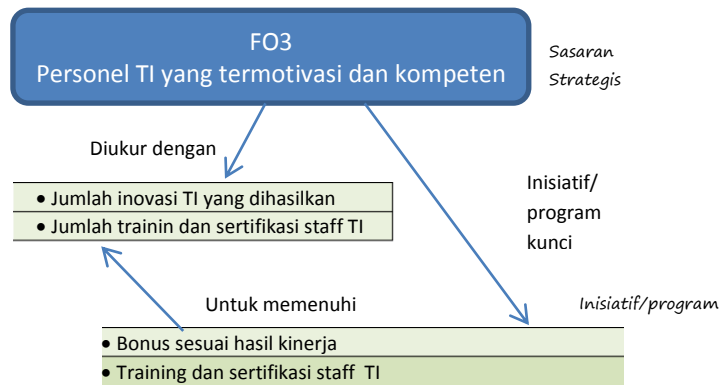 FO3
Personel TI yang termotivasi dan kompeten
Sasaran
Strategis
Diukur dengan
• Jumlah inovasi TI yang dihasilkan
• Jumlah trainin dan sertifikasi staff TI
Inisiatif/
program
kunci
Untuk memenuhi
Inisiatif/program
• Bonus sesuai hasil kinerja
• Training dan sertifikasi staff TI